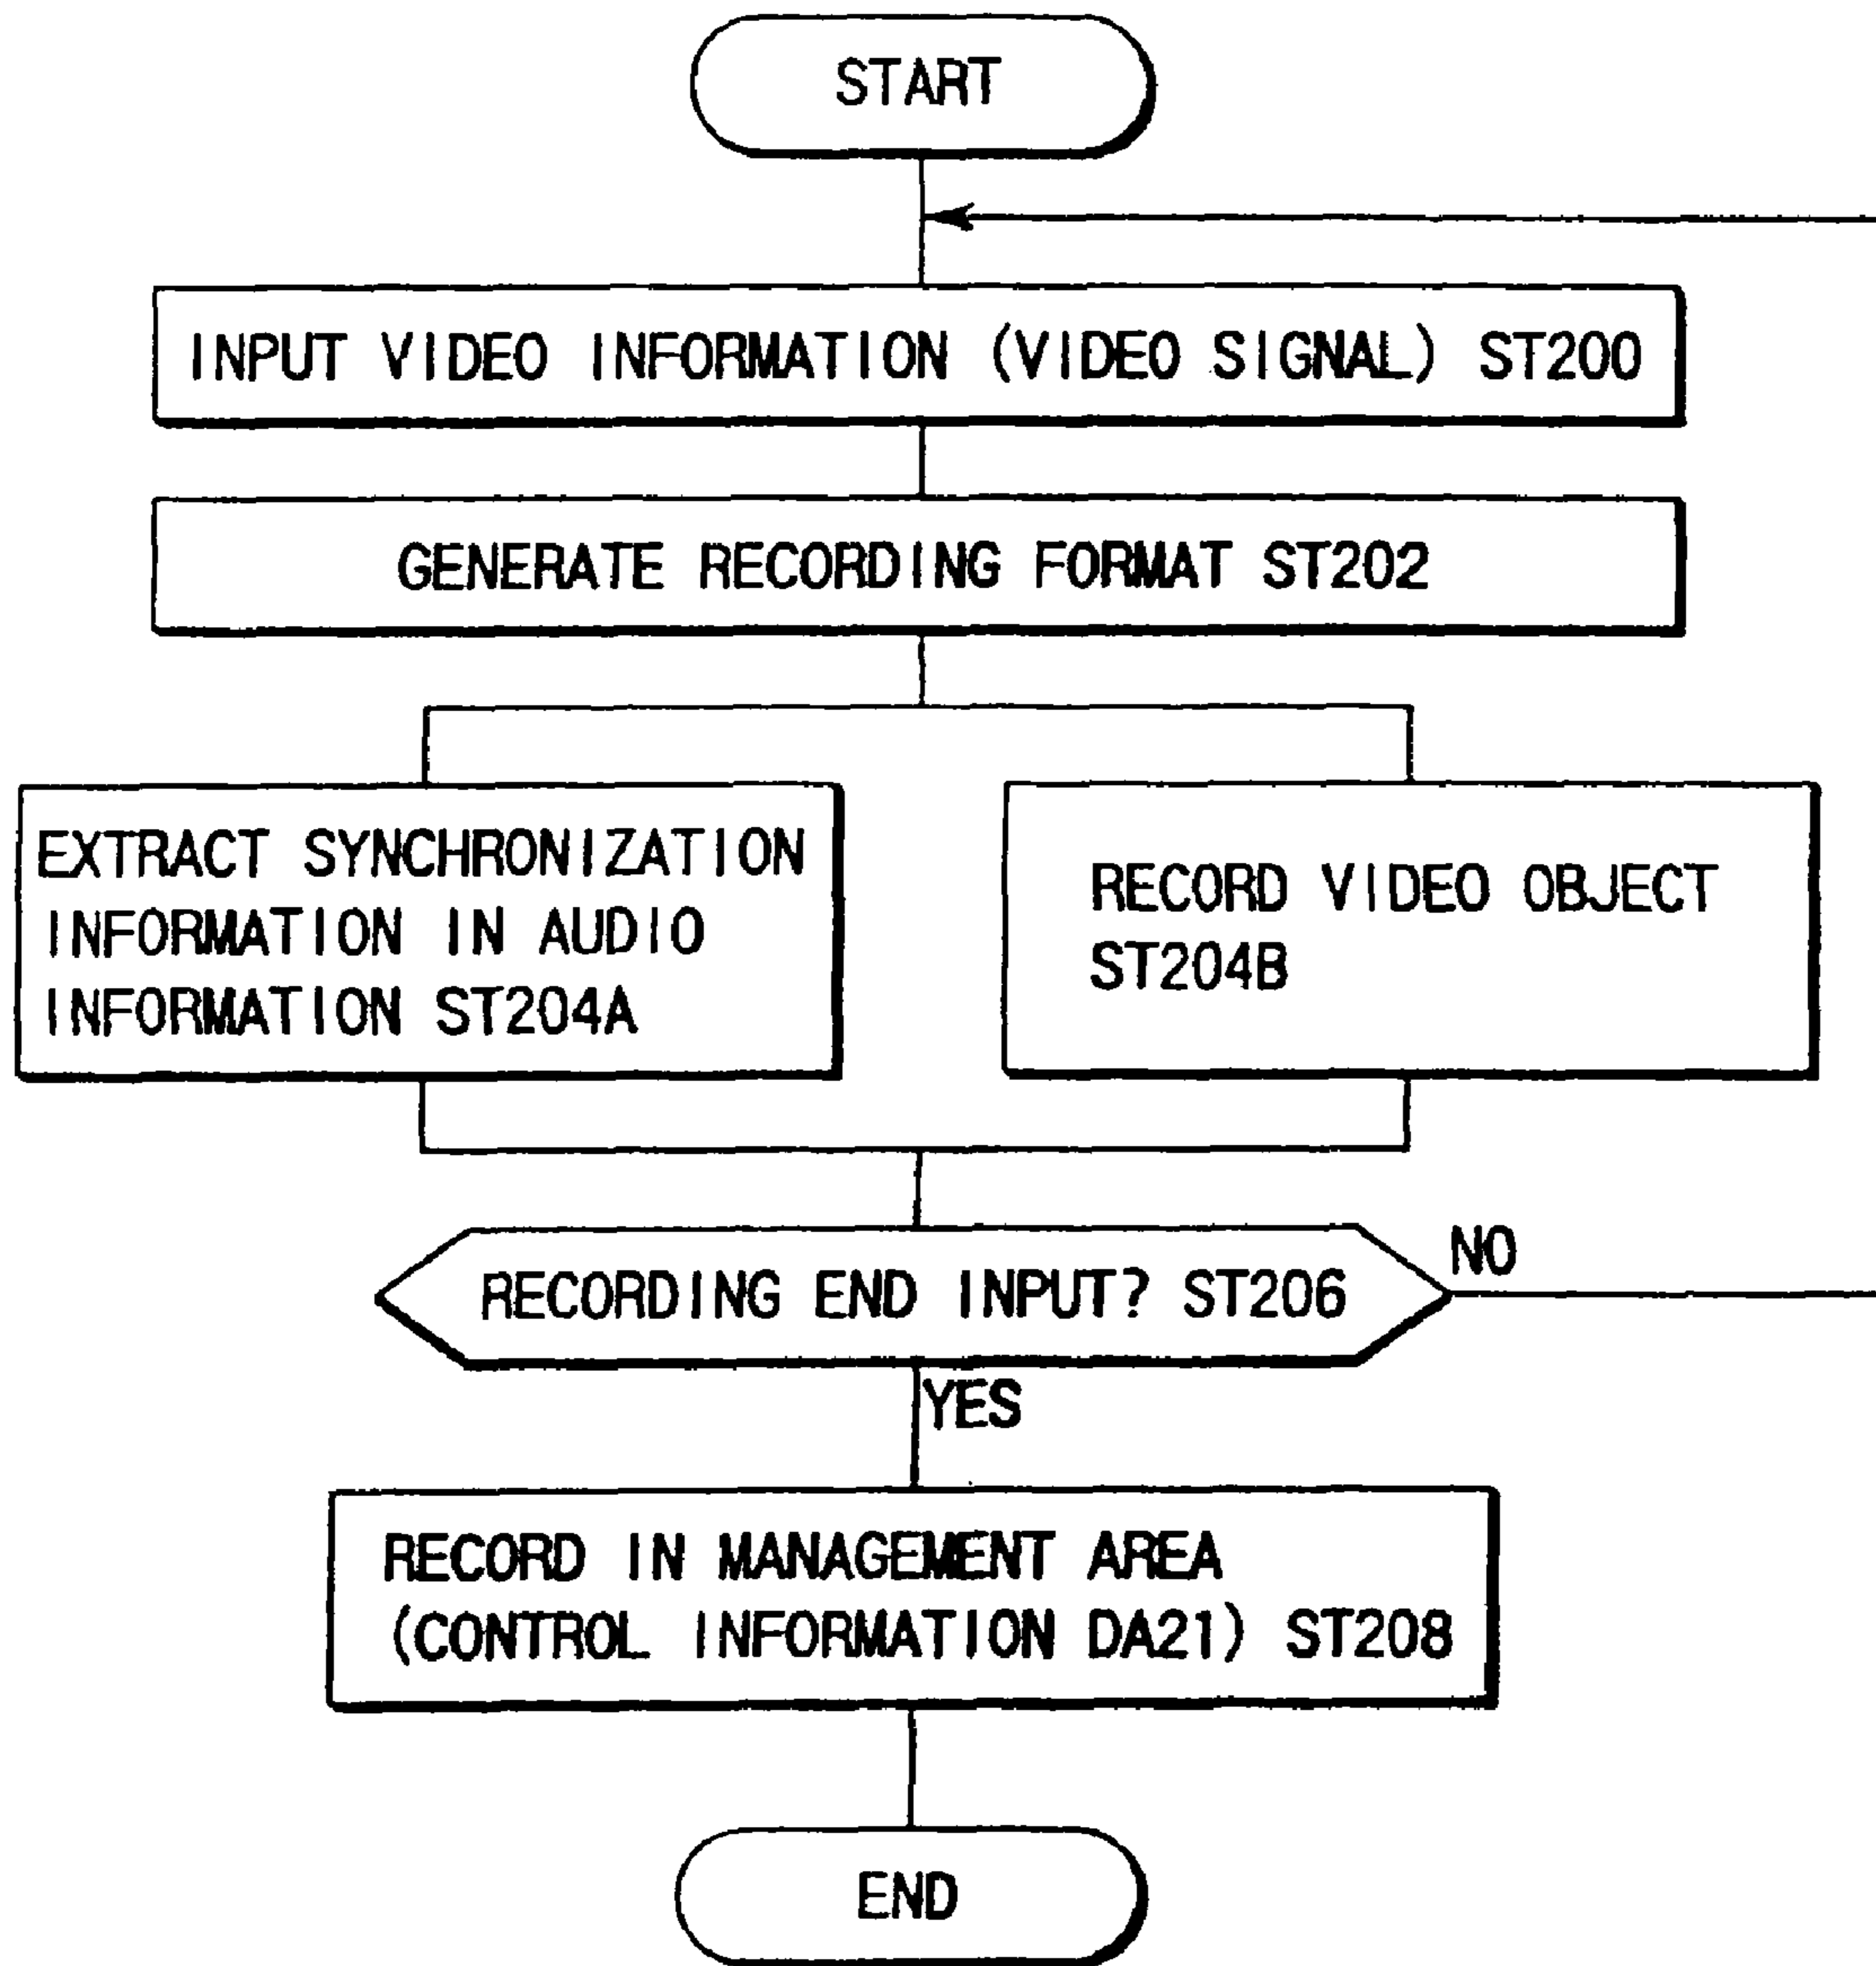 START
INPUT VIDEO INFORMATION (VIDEO SIGNAL) ST200
GENERATE RECORDING FORMAT ST202
EXTRACT SYNCHRONIZATION
INFORMATION IN AUDIO
INFORMATION ST204A
RECORD VIDEO OBJECT
ST204B
RECORDING END INPUT? ST206
NO
YES
RECORD IN MANAGEMENT AREA
(CONTROL INFORMATION DA21) ST208
END